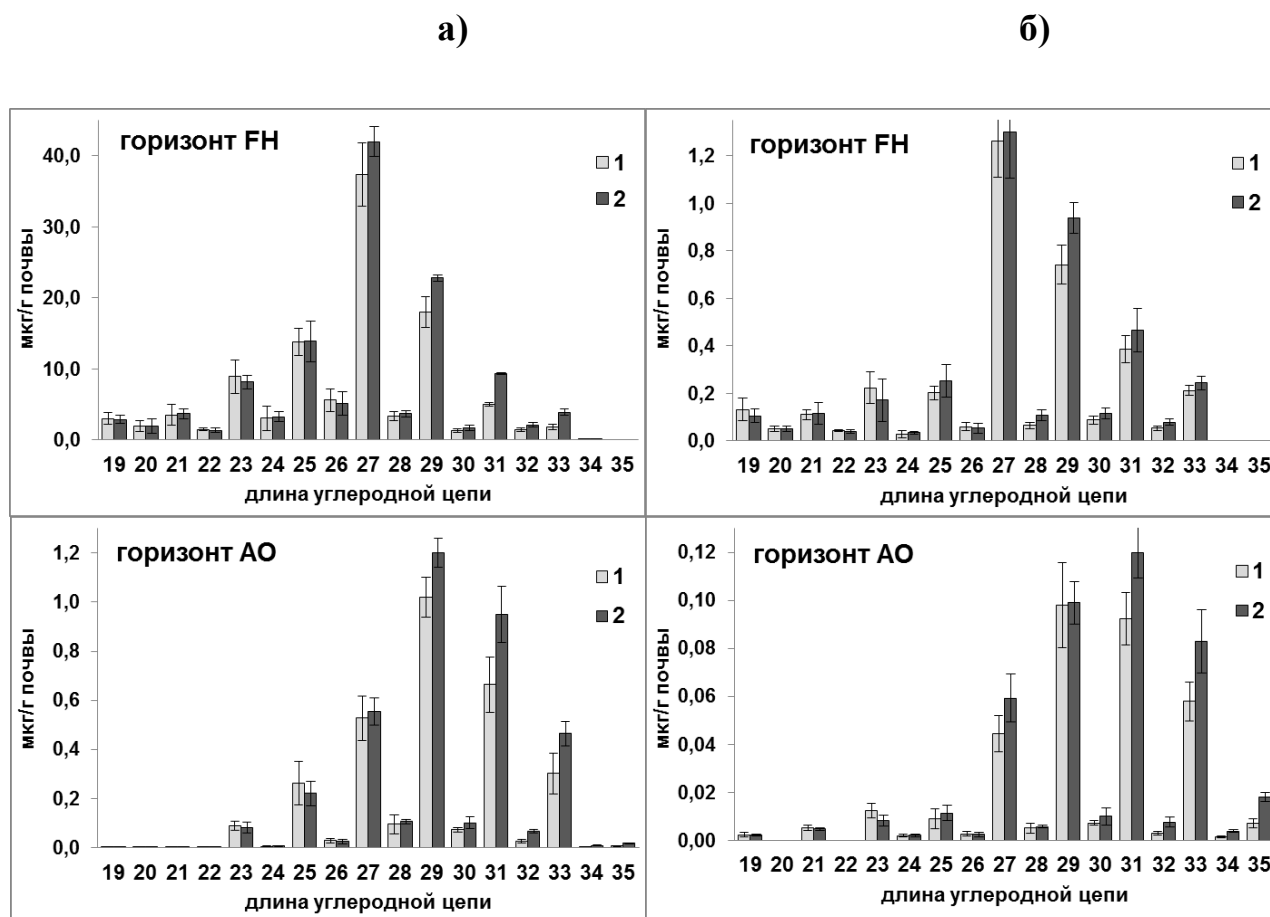 а) б)
горизонт FH
1
2
мкг/г почвы
40,0
30,0
20,0
10,0
0,0
19 20 21 22 23 24 25 26 27 28 29 30 31 32 33 34 35
длина углеродной цепи
горизонт FH
1
2
мкг/г почвы
1,2
1,0
0,8
0,6
0,4
0,2
0,0
19 20 21 22 23 24 25 26 27 28 29 30 31 32 33 34 35
длина углеродной цепи
горизонт АО
1
2
мкг/г почвы
1,2
1,0
0,8
0,6
0,4
0,2
0,0
19 20 21 22 23 24 25 26 27 28 29 30 31 32 33 34 35
длина углеродной цепи
горизонт АО
1
2
мкг/г почвы
0,12
0,10
0,08
0,06
0,04
0,02
0,00
19 20 21 22 23 24 25 26 27 28 29 30 31 32 33 34 35
длина углеродной цепи